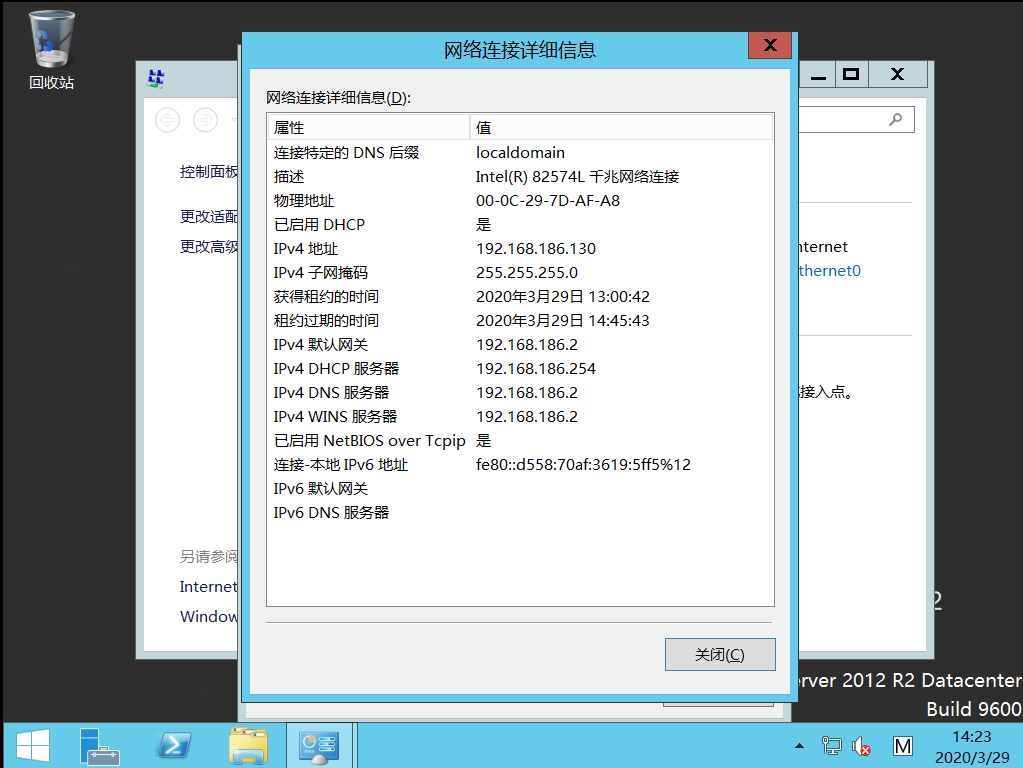 回收站
网络连接详细信息
X
X
网络连接详细信息(D):
属性 值
连接特定的 DNS 后缀 localdomain
描述 Intel(R) 82574L 千兆网络连接
物理地址 00-0C-29-7D-AF-A8
已启用 DHCP 是
IPv4 地址 192.168.186.130
IPv4 子网掩码 255.255.255.0
获得租约的时间 2020年3月29日 13:00:42
租约过期的时间 2020年3月29日 14:45:43
IPv4 默认网关 192.168.186.2
IPv4 DHCP 服务器 192.168.186.254
IPv4 DNS 服务器 192.168.186.2
IPv4 WINS 服务器 192.168.186.2
已启用 NetBIOS over Tcpip 是
连接-本地 IPv6 地址 fe80::d558:70af:3619:5ff5%12
IPv6 默认网关
IPv6 DNS 服务器
关闭(C)
控制面板
更改适配
更改高级
另请参阅
Internet
Window
nternet
thernet0
接入点。
2
erver 2012 R2 Datacenter
Build 9600
M
14:23
2020/3/29